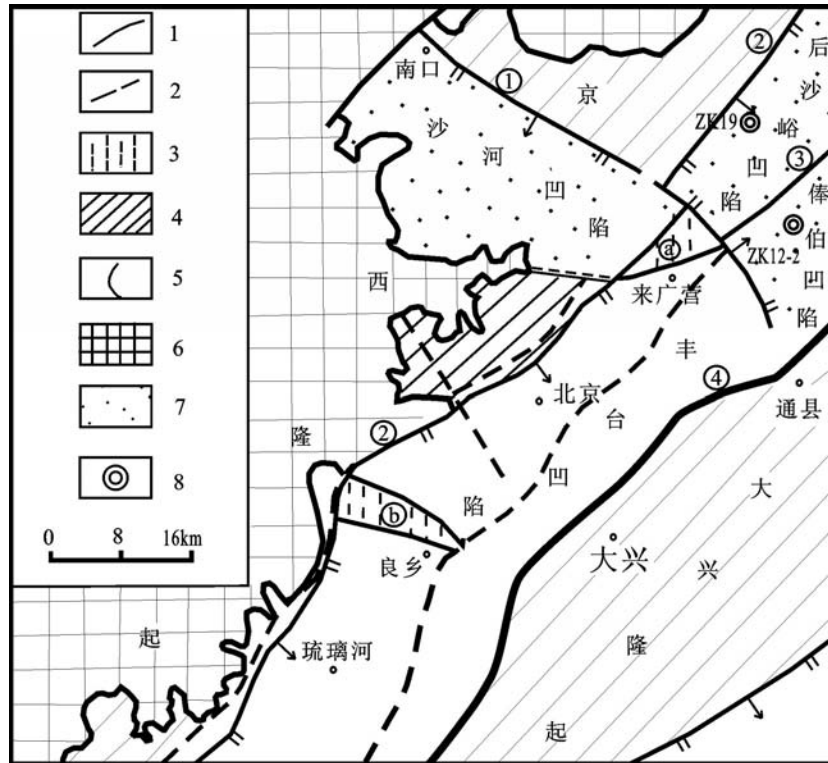 1
2
3
4
5
6
7
8
0 8 16km
南口
①
京
②
后沙峪凹陷
ZK19
③
沙河凹陷
俸伯凹陷
ZK12-2
ⓐ
来广营
西
隆
起
北京
丰台凹陷
④
通县
②
ⓑ
良乡
大兴
大兴隆起
琉璃河